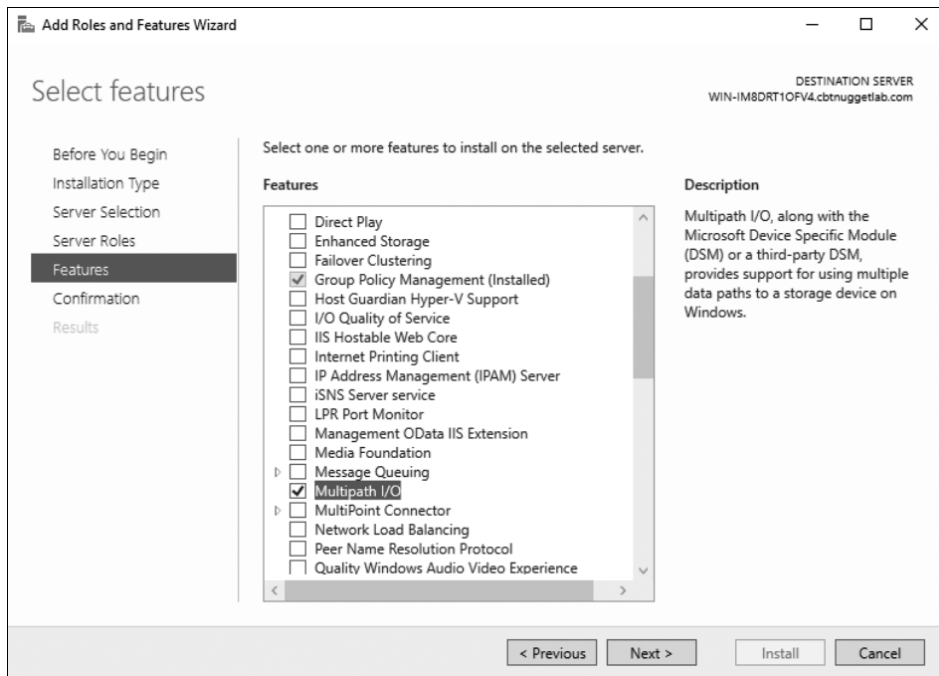 Add Roles and Features Wizard
Select features
DESTINATION SERVER
WIN-IM8DRT1OFV4.cbtnuggetlab.com
Before You Begin
Installation Type
Server Selection
Server Roles
Features
Confirmation
Results
Select one or more features to install on the selected server.
Features
Direct Play
Enhanced Storage
Failover Clustering
Group Policy Management (Installed)
Host Guardian Hyper-V Support
I/O Quality of Service
IIS Hostable Web Core
Internet Printing Client
IP Address Management (IPAM) Server
iSNS Server service
LPR Port Monitor
Management OData IIS Extension
Media Foundation
Message Queuing
Multipath I/O
MultiPoint Connector
Network Load Balancing
Peer Name Resolution Protocol
Quality Windows Audio Video Experience
Description
Multipath I/O, along with the
Microsoft Device Specific Module
(DSM) or a third-party DSM,
provides support for using multiple
data paths to a storage device on
Windows.
< Previous
Next >
Install
Cancel